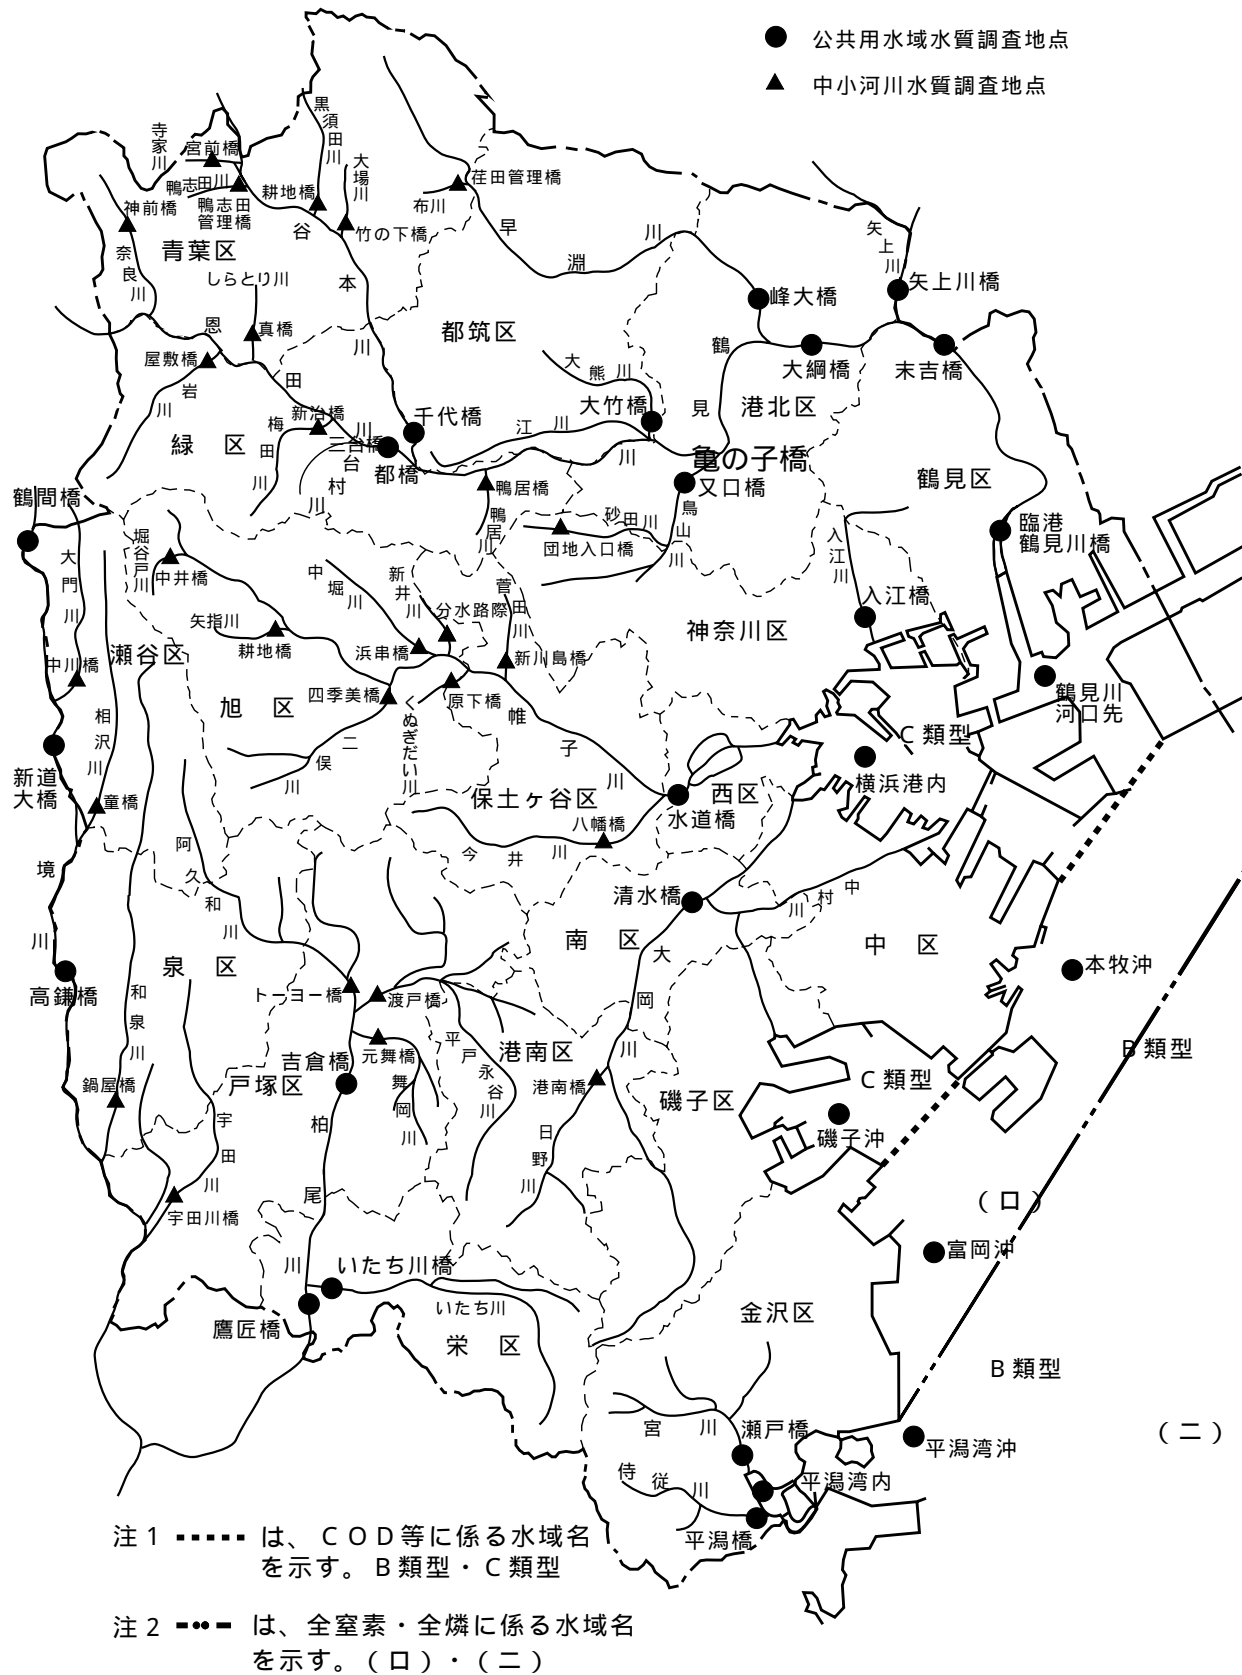 公共用水域水質調査地点
中小河川水質調査地点
黒須田川
寺家川
宮前橋
大場川
鴨志田川
耕地橋
荏田管理橋
神前橋
鴨志田
管理橋
布川
谷本川
竹の下橋
早淵川
矢上川
青葉区
奈良川
しらとり川
矢上川橋
峰大橋
恩田川
真橋
都筑区
屋敷橋
鶴見川
大綱橋
末吉橋
岩川
大熊川
大竹橋
港北区
新治橋
千代橋
江川
梅田川
三台橋
緑区
都橋
亀の子橋
又口橋
鶴見区
台村川
鴨居橋
鶴間橋
鴨居川
砂田川
鳥山川
団地入口橋
臨港
鶴見川橋
入江川
大門川
堀谷戸川
中井橋
中堀川
新井川
菅田川
入江橋
矢指川
分水路際
神奈川区
耕地橋
浜串橋
新川島橋
瀬谷区
中川橋
四季美橋
原下橋
鶴見川
河口先
旭区
くぬぎだい川
帷子川
C類型
相沢川
二俣川
横浜港内
新道
大橋
童橋
保土ヶ谷区
西区
八幡橋
水道橋
阿久和川
今井川
境川
清水橋
中村川
南区
大岡川
中区
泉区
本牧沖
高鎌橋
トーヨー橋
渡戸橋
和泉川
平戸永谷川
元舞橋
港南区
B類型
吉倉橋
鍋屋橋
戸塚区
舞岡川
港南橋
磯子区
C類型
柏尾川
日野川
磯子沖
宇田川
宇田川橋
(ロ)
富岡沖
いたち川橋
いたち川
金沢区
鷹匠橋
栄区
B類型
宮川
瀬戸橋
(ニ)
平潟湾沖
侍従川
平潟湾内
平潟橋
注1 は、COD等に係る水域名
を示す。B類型・C類型
注2 は、全窒素・全燐に係る水域名
を示す。(ロ)・(ニ)